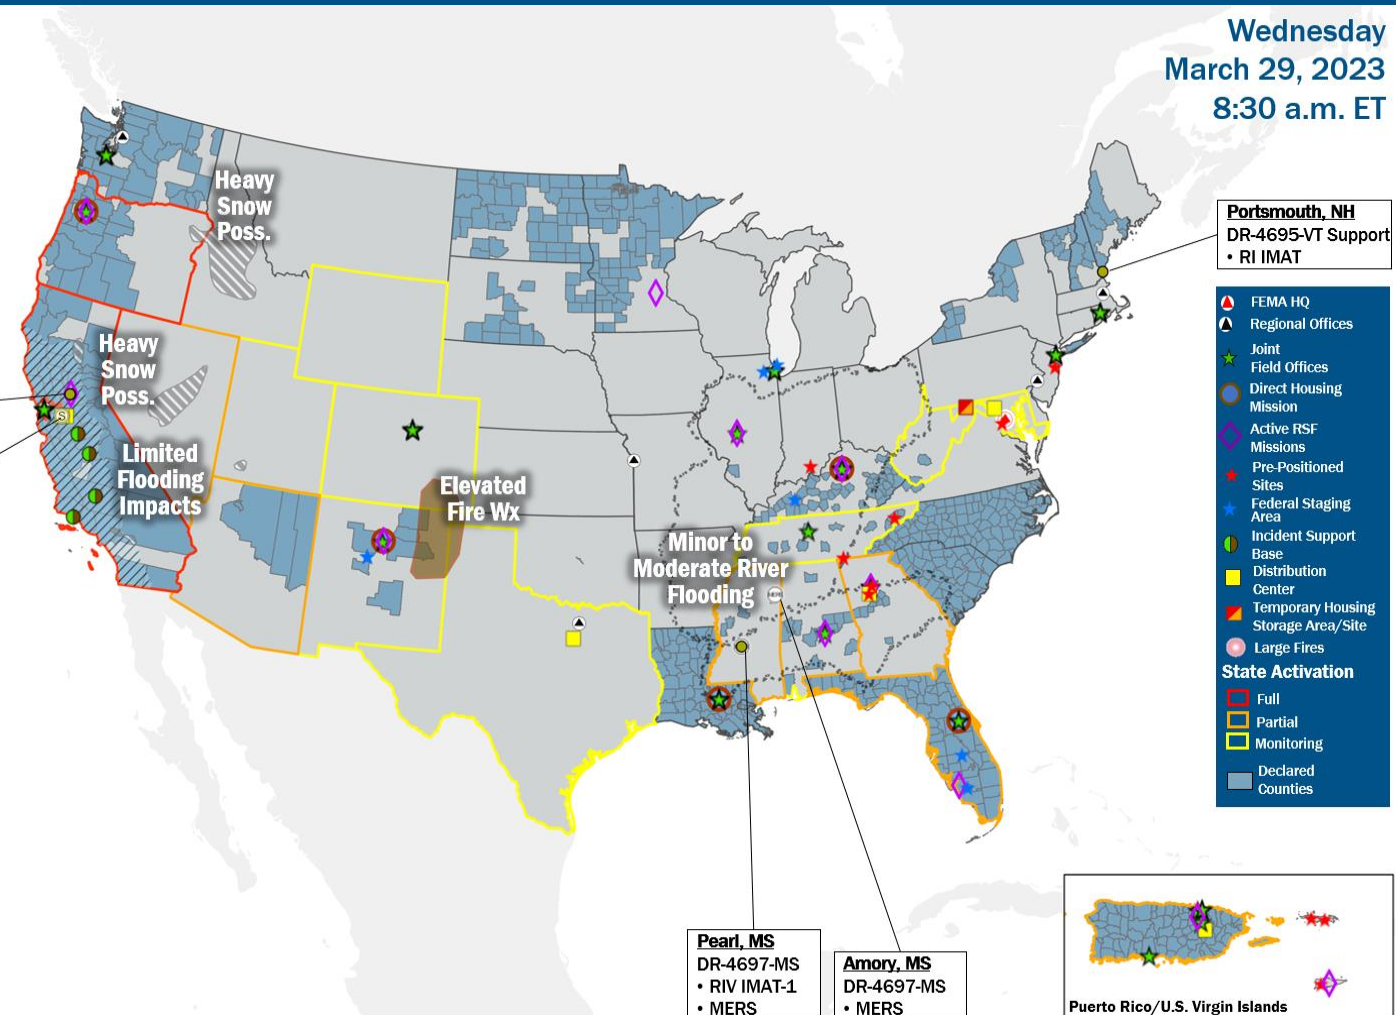 Wednesday
March 29, 2023
8:30 a.m. ET
Heavy
Snow
Poss.
Portsmouth, NH
DR-4695-VT Support
• RI IMAT
FEMA HQ
Regional Offices
Joint
Field Offices
Direct Housing
Mission
Active RSF
Missions
Pre-Positioned
Sites
Federal Staging
Area
Incident Support
Base
Distribution
Center
Temporary Housing
Storage Area/Site
Large Fires
State Activation
Full
Partial
Monitoring
Declared
Counties
Heavy
Snow
Poss.
S
Limited
Flooding
Impacts
Elevated
Fire Wx
Minor to
Moderate River
Flooding
MERS
Pearl, MS
DR-4697-MS
• RIV IMAT-1
• MERS
Amory, MS
DR-4697-MS
• MERS
Puerto Rico/U.S. Virgin Islands